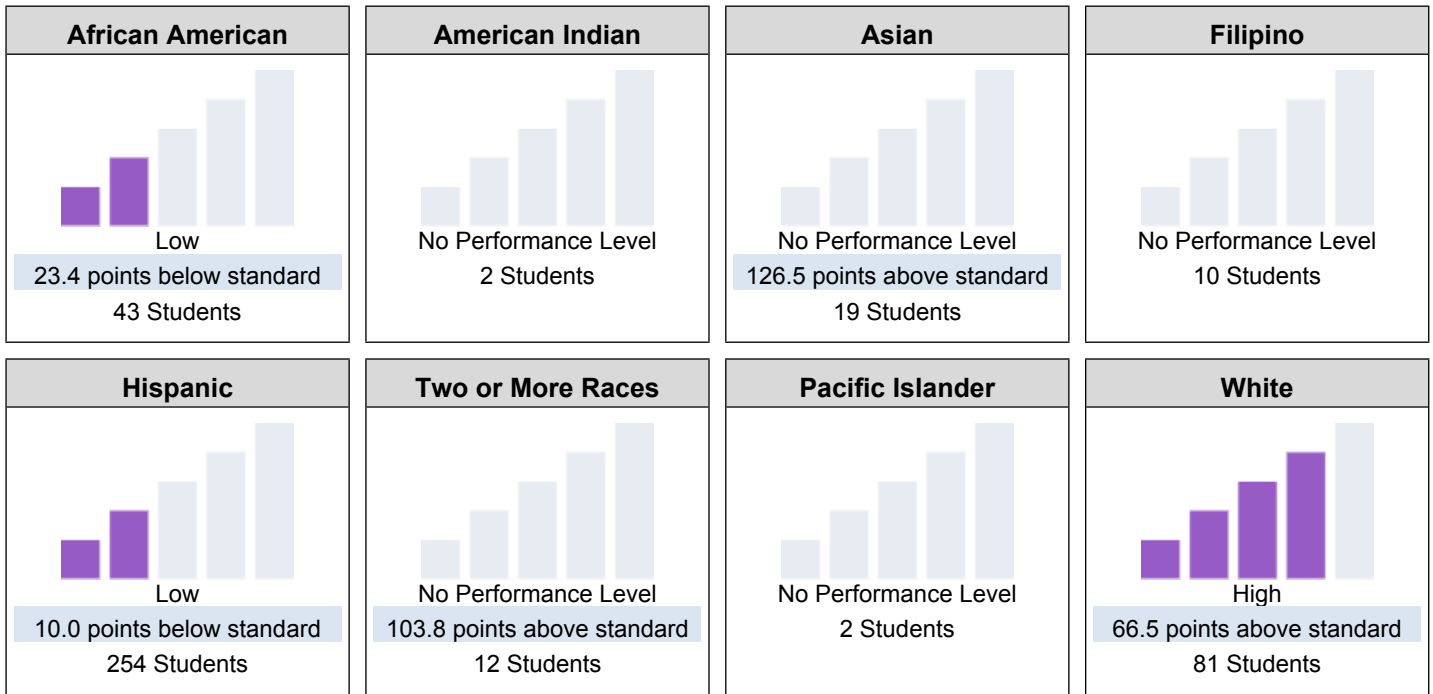 African American
Low
23.4 points below standard
43 Students
American Indian
No Performance Level
2 Students
Asian
No Performance Level
126.5 points above standard
19 Students
Filipino
No Performance Level
10 Students
Hispanic
Low
10.0 points below standard
254 Students
Two or More Races
No Performance Level
103.8 points above standard
12 Students
Pacific Islander
No Performance Level
2 Students
White
High
66.5 points above standard
81 Students